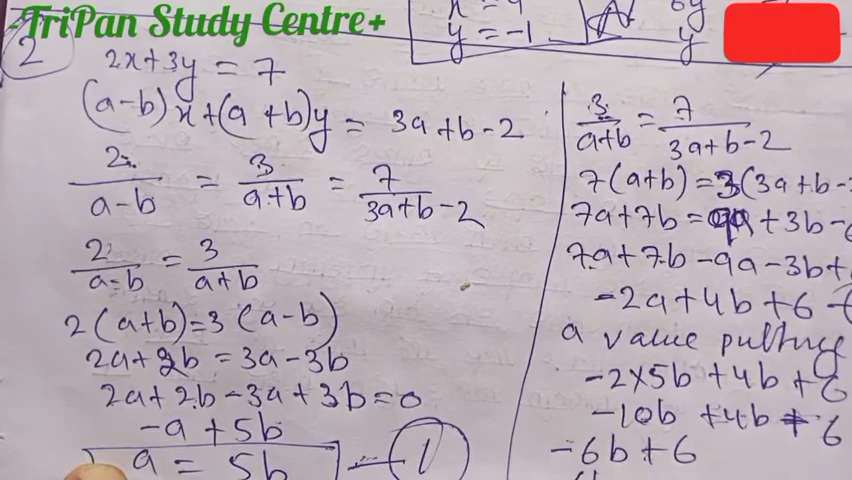 -TriPan Study Centre+
y = -1
y
2
2x+3y = 7
(a-b)x+(a+b)y = 3a+b-2
2/(a-b) = 3/(a+b) = 7/(3a+b-2)
2/(a-b) = 3/(a+b)
2(a+b)=3(a-b)
2a+2b = 3a-3b
2a+2b-3a+3b=0
-a+5b
a = 5b —1
3/(a+b) = 7/(3a+b-2)
7(a+b)=3(3a+b-
7a+7b=9a+3b-6
7a+7b-9a-3b+
-2a+4b+6-
a value putting
-2×5b+4b+6
-10b+4b+6
-6b+6